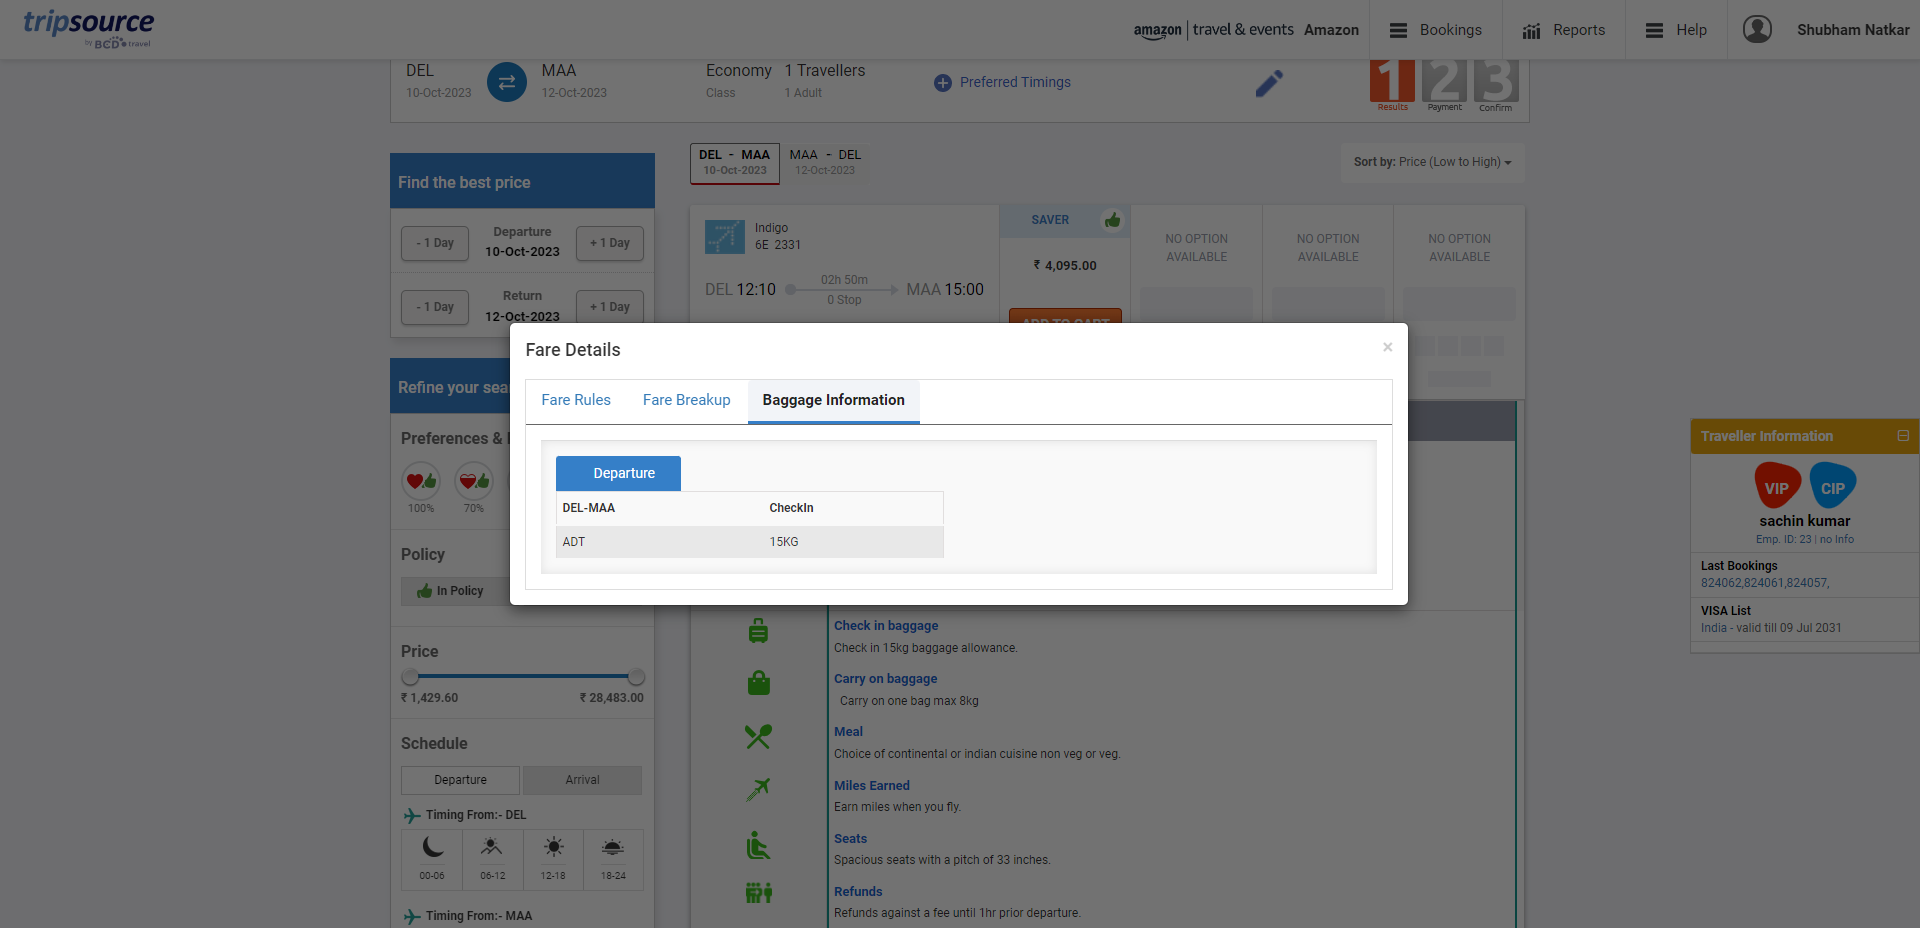 tripsource
by BCD travel
amazon | travel & events Amazon
Bookings
Reports
Help
Shubham Natkar
DEL
10-Oct-2023
MAA
12-Oct-2023
Economy
Class
1 Travellers
1 Adult
Preferred Timings
1 2 3
Results Payment Confirm
Find the best price
- 1 Day
Departure
10-Oct-2023
+ 1 Day
- 1 Day
Return
12-Oct-2023
+ 1 Day
DEL - MAA
10-Oct-2023
MAA - DEL
12-Oct-2023
Sort by: Price (Low to High)
Indigo
6E 2331
DEL 12:10
02h 50m
0 Stop
MAA 15:00
SAVER
₹ 4,095.00
ADD TO CART
NO OPTION
AVAILABLE
NO OPTION
AVAILABLE
NO OPTION
AVAILABLE
Fare Details
×
Fare Rules
Fare Breakup
Baggage Information
Departure
DEL-MAA CheckIn
ADT 15KG
Refine your sea
Preferences &
100%
70%
Policy
In Policy
Price
₹ 1,429.60
₹ 28,483.00
Schedule
Departure
Arrival
Timing From:- DEL
00-06
06-12
12-18
18-24
Timing From:- MAA
Check in baggage
Check in 15kg baggage allowance.
Carry on baggage
Carry on one bag max 8kg
Meal
Choice of continental or indian cuisine non veg or veg.
Miles Earned
Earn miles when you fly.
Seats
Spacious seats with a pitch of 33 inches.
Refunds
Refunds against a fee until 1hr prior departure.
Traveller Information
VIP
CIP
sachin kumar
Emp. ID: 23 | no Info
Last Bookings
824062,824061,824057,
VISA List
India - valid till 09 Jul 2031